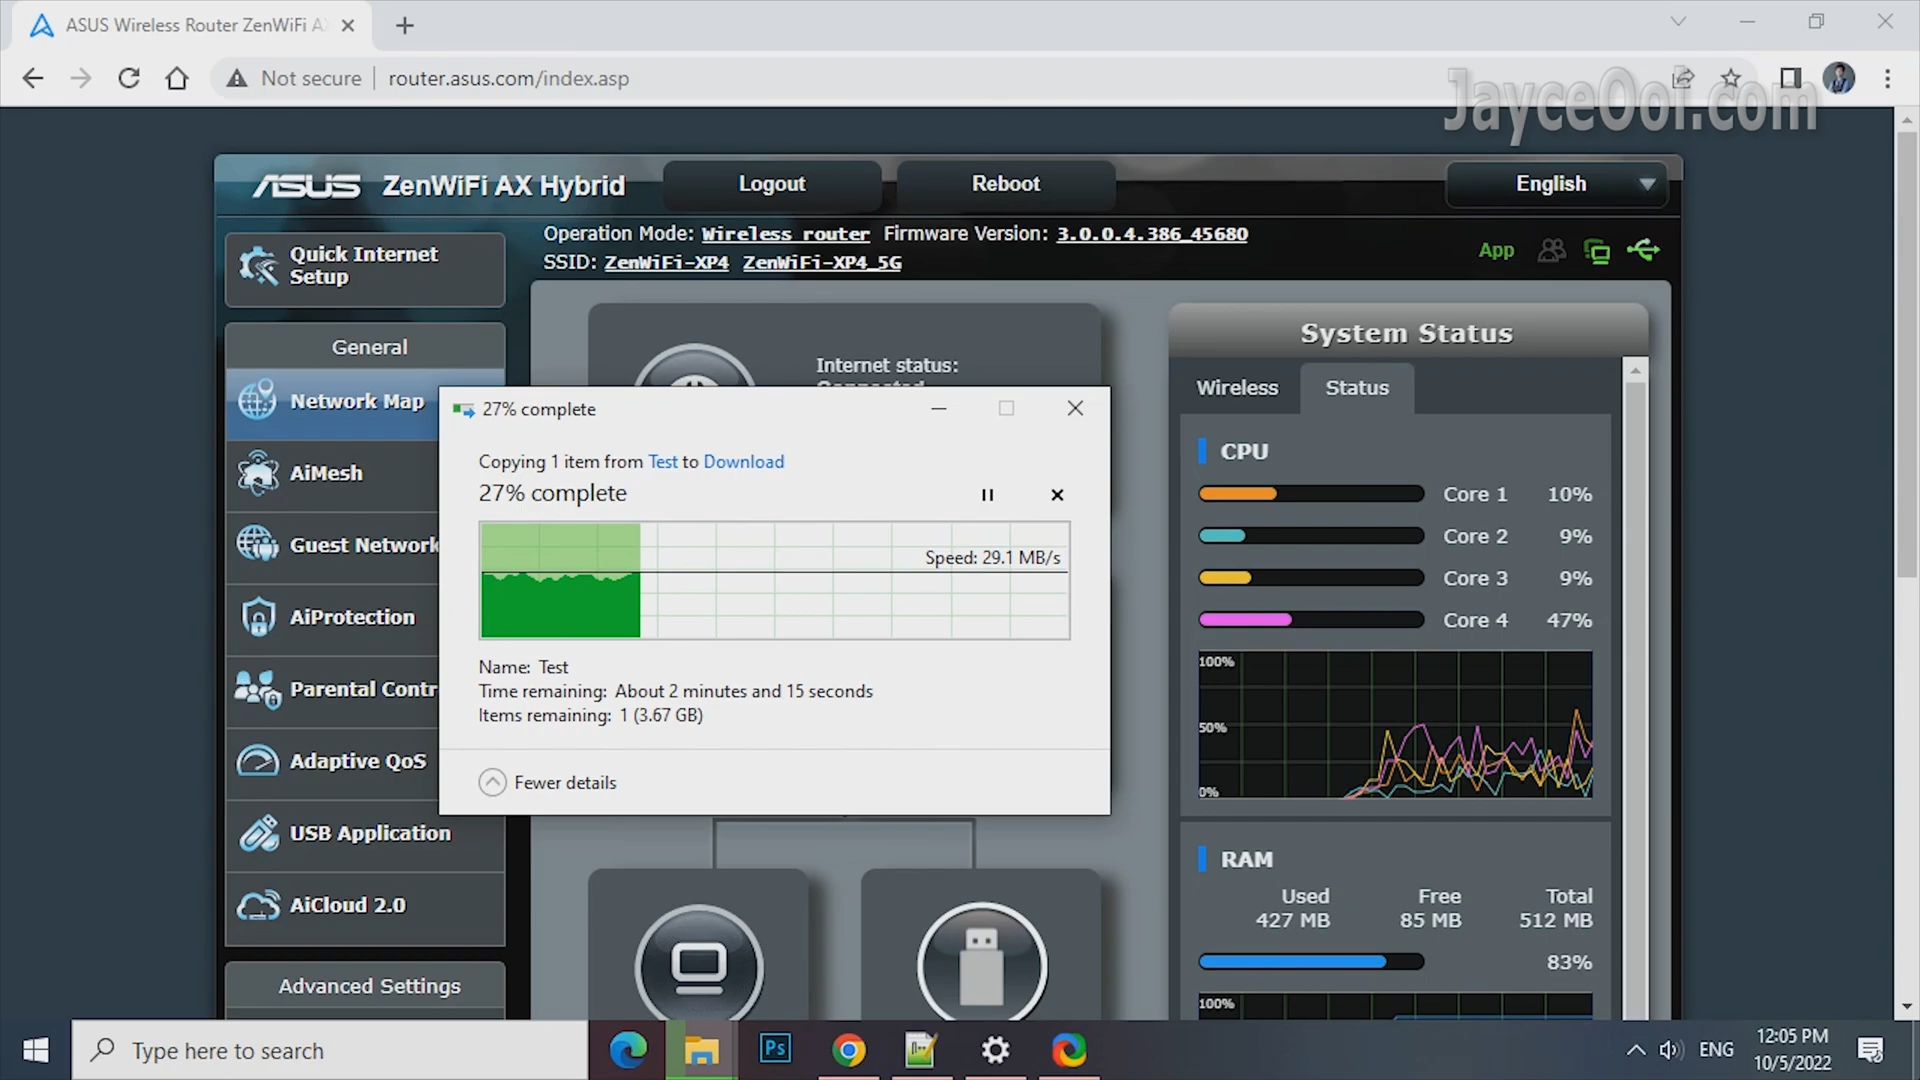 ASUS Wireless Router ZenWiFi AX
Not secure
router.asus.com/index.asp
JayceOoi.com
ASUS
ZenWiFi AX Hybrid
Logout
Reboot
English
Operation Mode: Wireless router Firmware Version: 3.0.0.4.386_45680
SSID: ZenWiFi-XP4 ZenWiFi-XP4_5G
App
Quick Internet
Setup
General
Network Map
AiMesh
Guest Network
AiProtection
Parental Contr
Adaptive QoS
USB Application
AiCloud 2.0
Advanced Settings
Internet status:
Connected
27% complete
Copying 1 item from Test to Download
27% complete
Speed: 29.1 MB/s
Name: Test
Time remaining: About 2 minutes and 15 seconds
Items remaining: 1 (3.67 GB)
Fewer details
System Status
Wireless
Status
CPU
Core 1 10%
Core 2 9%
Core 3 9%
Core 4 47%
100%
50%
0%
RAM
Used Free Total
427 MB 85 MB 512 MB
83%
100%
Type here to search
Ps
ENG
12:05 PM
10/5/2022